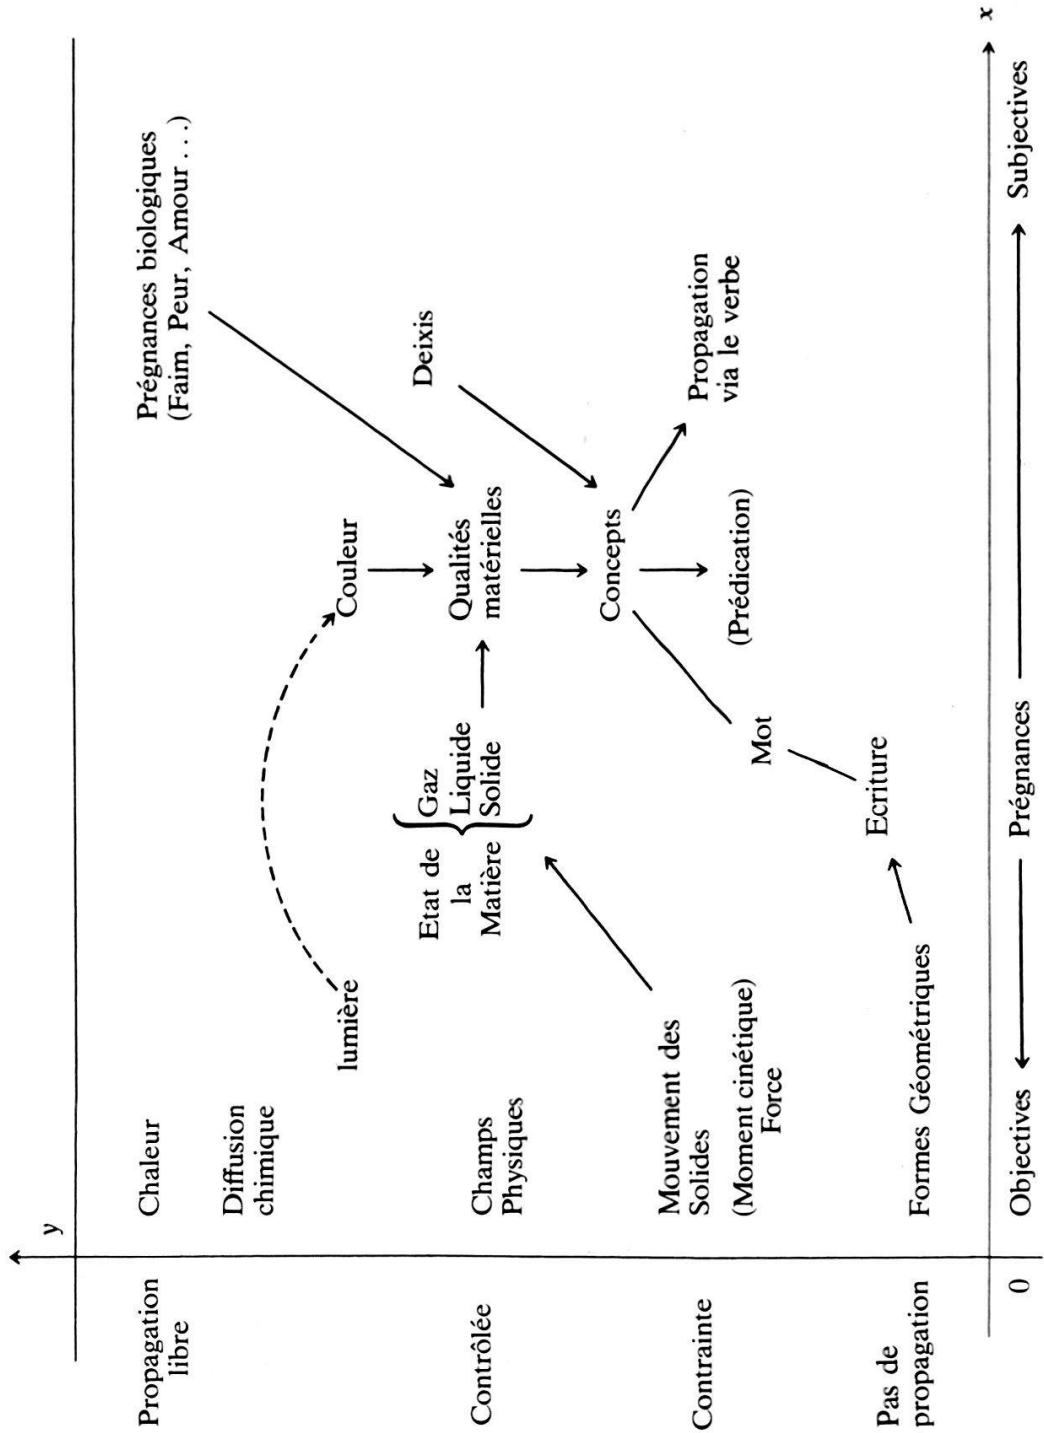 y
x
0
Propagation
libre
Chaleur
Prégnances biologiques
(Faim, Peur, Amour . . .)
Diffusion
chimique
lumière
Couleur
Contrôlée
Champs
Physiques
Etat de
la
Matière
Gaz
Liquide
Solide
Qualités
matérielles
Deixis
Contrainte
Mouvement des
Solides
(Moment cinétique)
Force
Concepts
Mot
(Prédication)
Propagation
via le verbe
Pas de
propagation
Formes Géométriques
Ecriture
Objectives
Prégnances
Subjectives